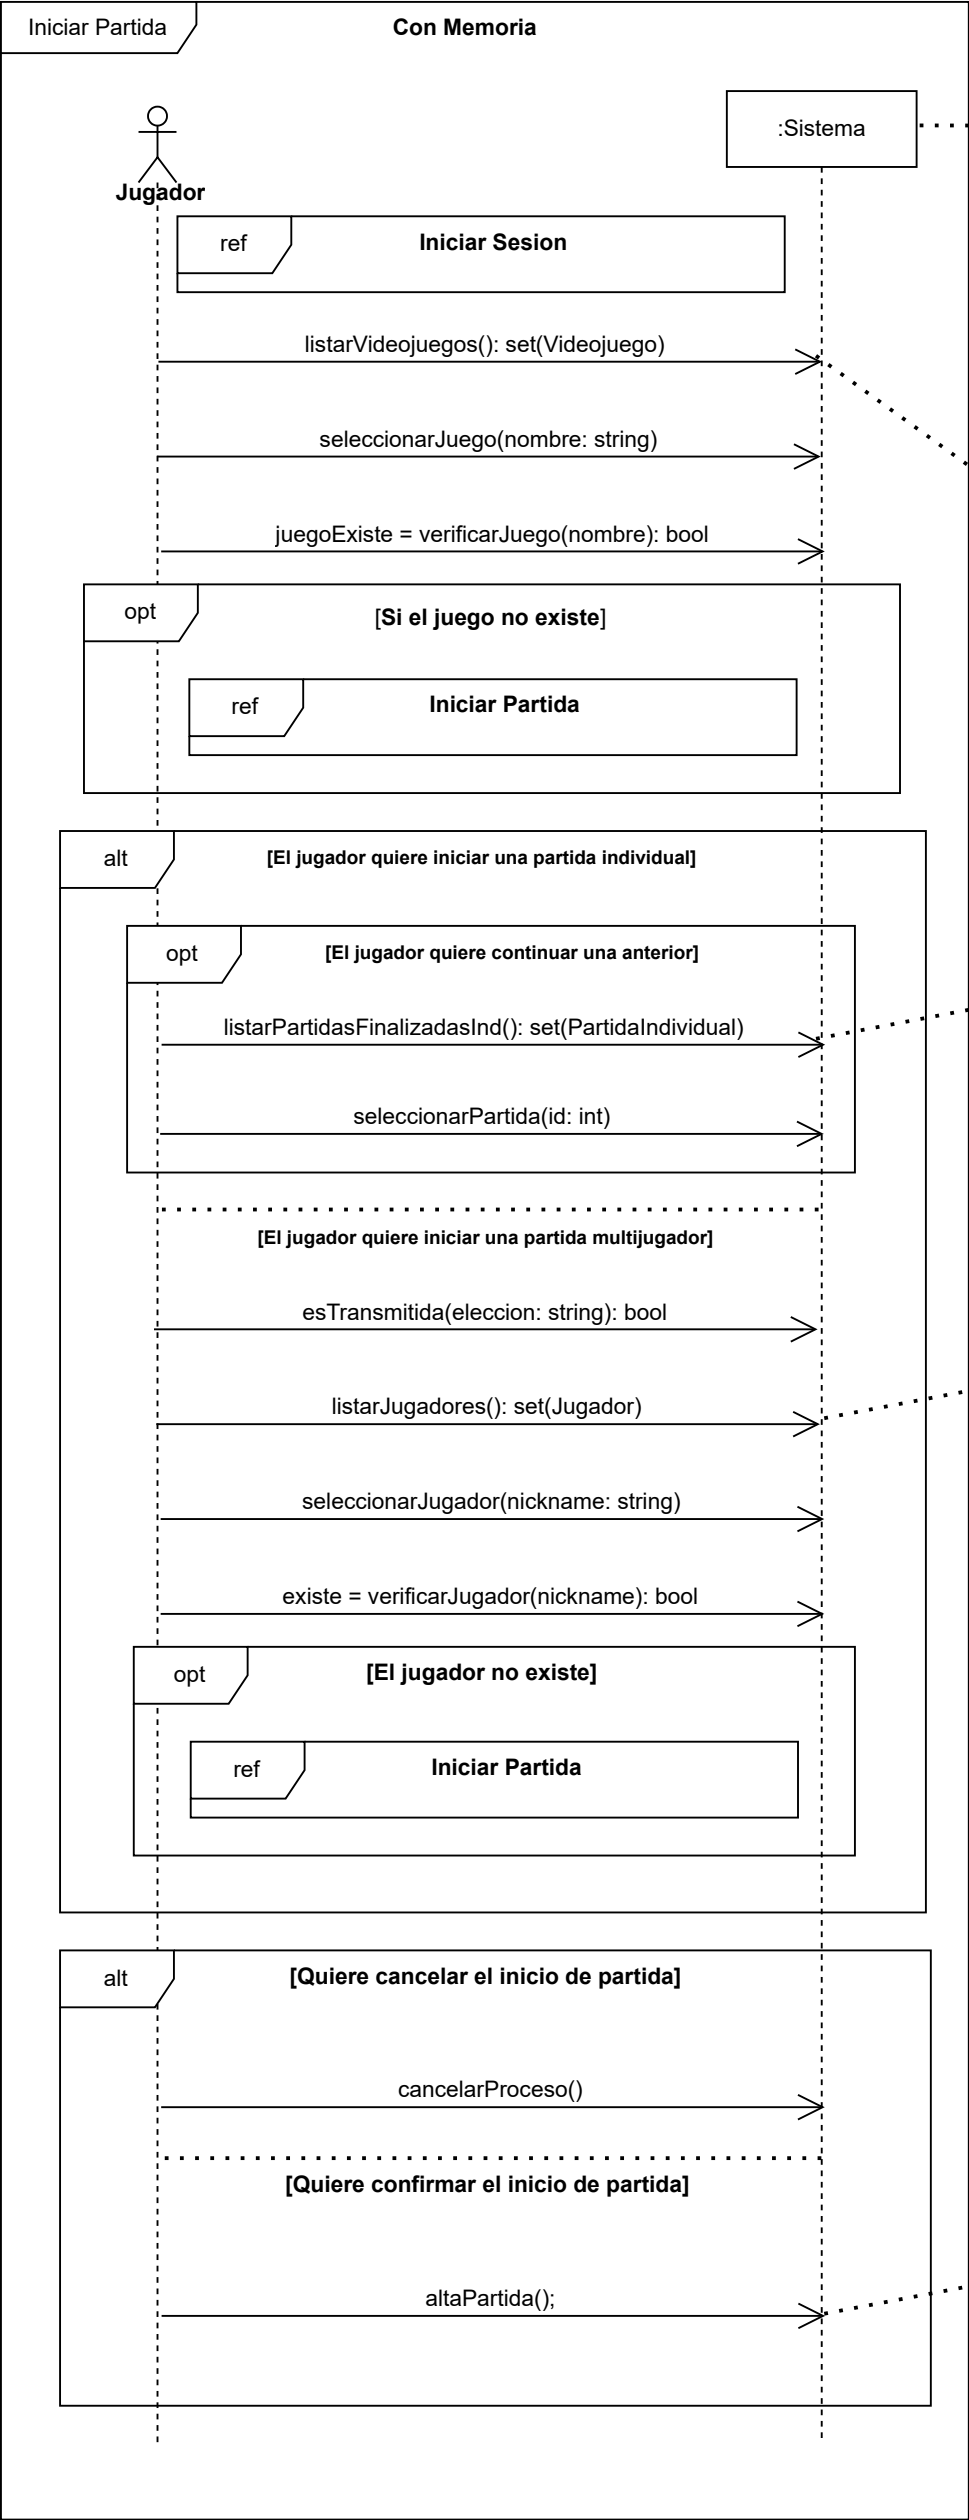 Iniciar Partida
Con Memoria
:Sistema
Jugador
ref
Iniciar Sesion
listarVideojuegos(): set(Videojuego)
seleccionarJuego(nombre: string)
juegoExiste = verificarJuego(nombre): bool
opt
[Si el juego no existe]
ref
Iniciar Partida
alt
[El jugador quiere iniciar una partida individual]
opt
[El jugador quiere continuar una anterior]
listarPartidasFinalizadasInd(): set(PartidaIndividual)
seleccionarPartida(id: int)
[El jugador quiere iniciar una partida multijugador]
esTransmitida(eleccion: string): bool
listarJugadores(): set(Jugador)
seleccionarJugador(nickname: string)
existe = verificarJugador(nickname): bool
opt
[El jugador no existe]
ref
Iniciar Partida
alt
[Quiere cancelar el inicio de partida]
cancelarProceso()
[Quiere confirmar el inicio de partida]
altaPartida();